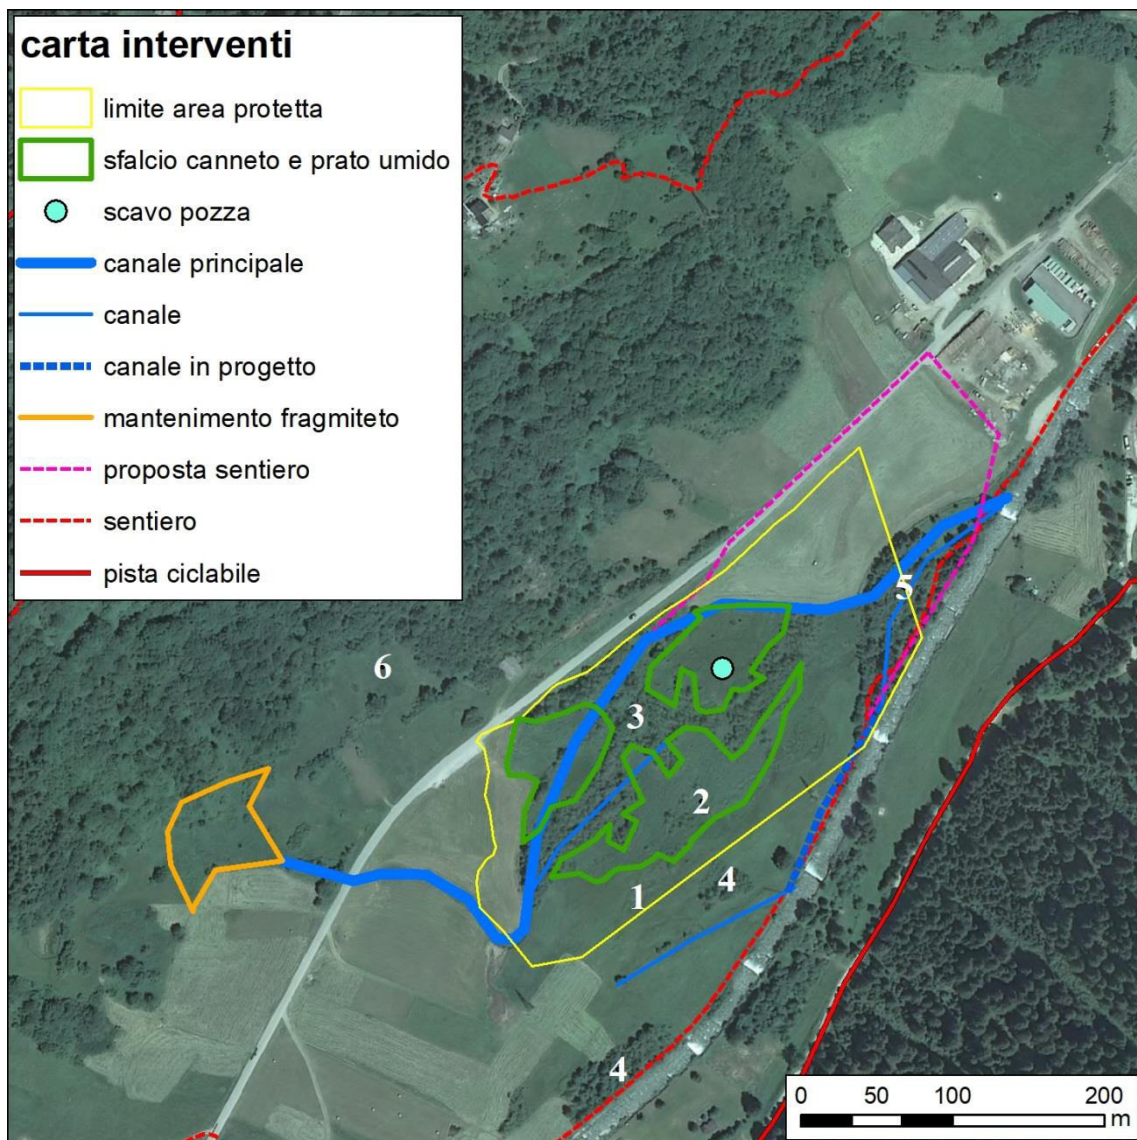 carta interventi
limite area protetta
sfalcio canneto e prato umido
scavo pozza
canale principale
canale
canale in progetto
mantenimento fragmiteto
proposta sentiero
sentiero
pista ciclabile
5
6
3
2
4
1
4
0 50 100 200
m